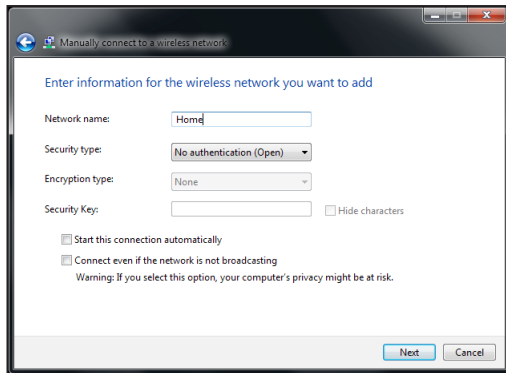 Manually connect to a wireless network
Enter information for the wireless network you want to add
Network name: Home
Security type: No authentication (Open)
Encryption type: None
Security Key: Hide characters
Start this connection automatically
Connect even if the network is not broadcasting
Warning: If you select this option, your computer's privacy might be at risk.
Next Cancel